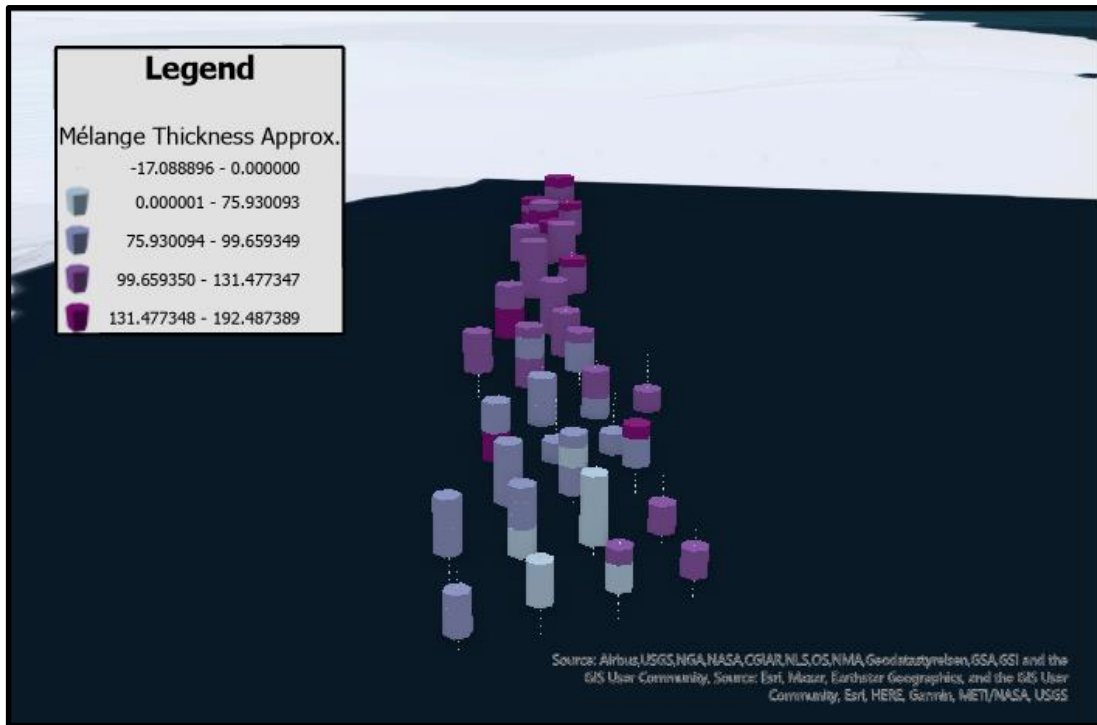 Legend
Mélange Thickness Approx.
-17.088896 - 0.000000
0.000001 - 75.930093
75.930094 - 99.659349
99.659350 - 131.477347
131.477348 - 192.487389
Source: Airbus,USGS,NGA,NASA,CGIAR,NLS,OS,NMA,Geodatastyrelsen,GSA,GSI and the
GIS User Community, Source: Esri, Maxar, Earthstar Geographics, and the GIS User
Community, Esri, HERE, Garmin, METI/NASA, USGS